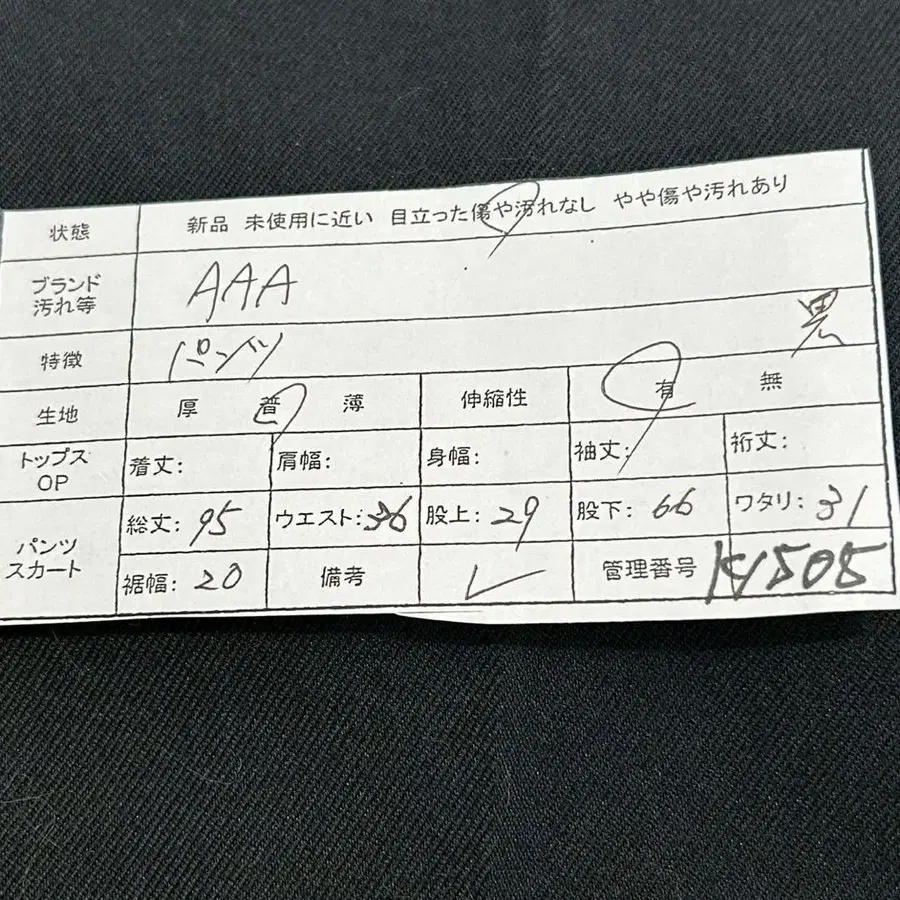 状態 新品 未使用に近い 目立った傷や汚れなし やや傷や汚れあり
ブランド 汚れ等 AAA
特徴 パンツ 黒
生地 厚 普 薄 伸縮性 有 無
トップス OP 着丈: 肩幅: 身幅: 袖丈: 裄丈:
パンツ スカート 総丈: 95 ウエスト: 36 股上: 29 股下: 66 ワタリ: 31
裾幅: 20 備考 管理番号 K1505